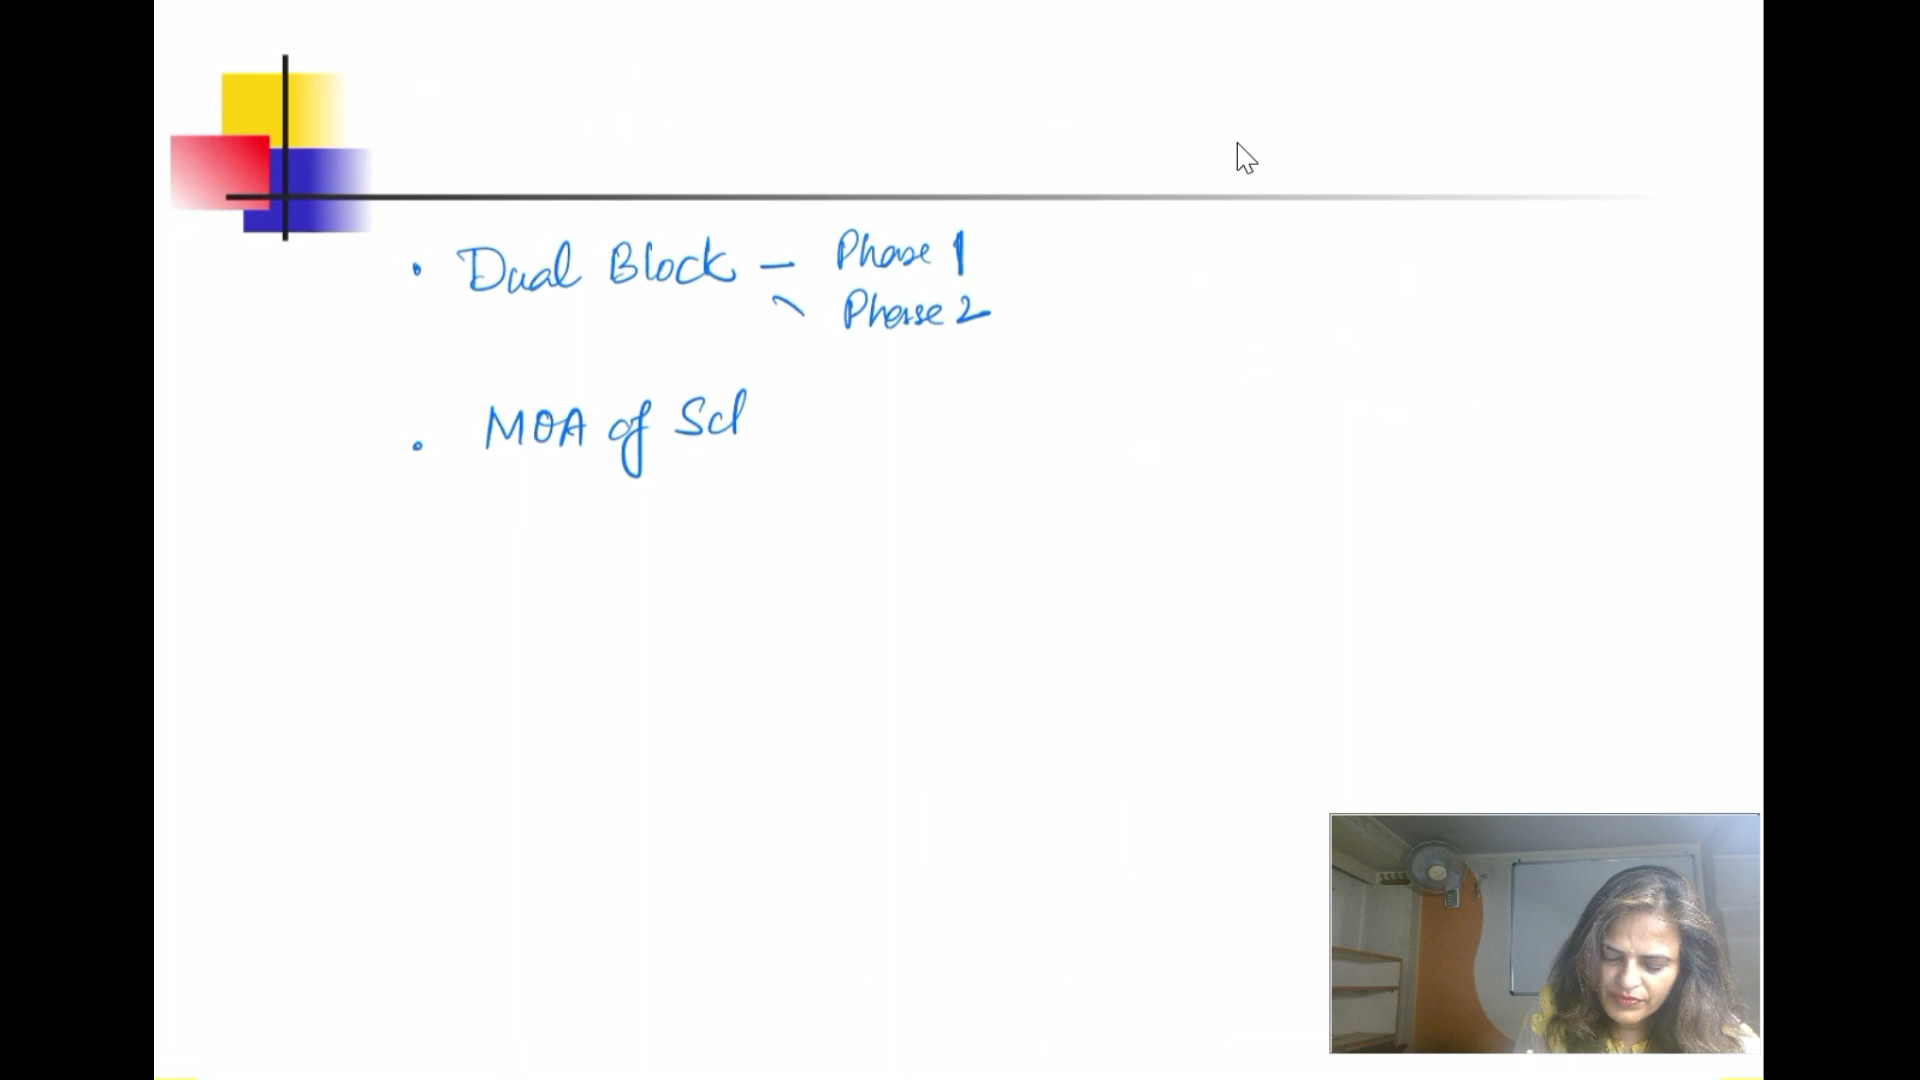 • Dual Block – Phase 1
Phase 2
• MOA of Scl